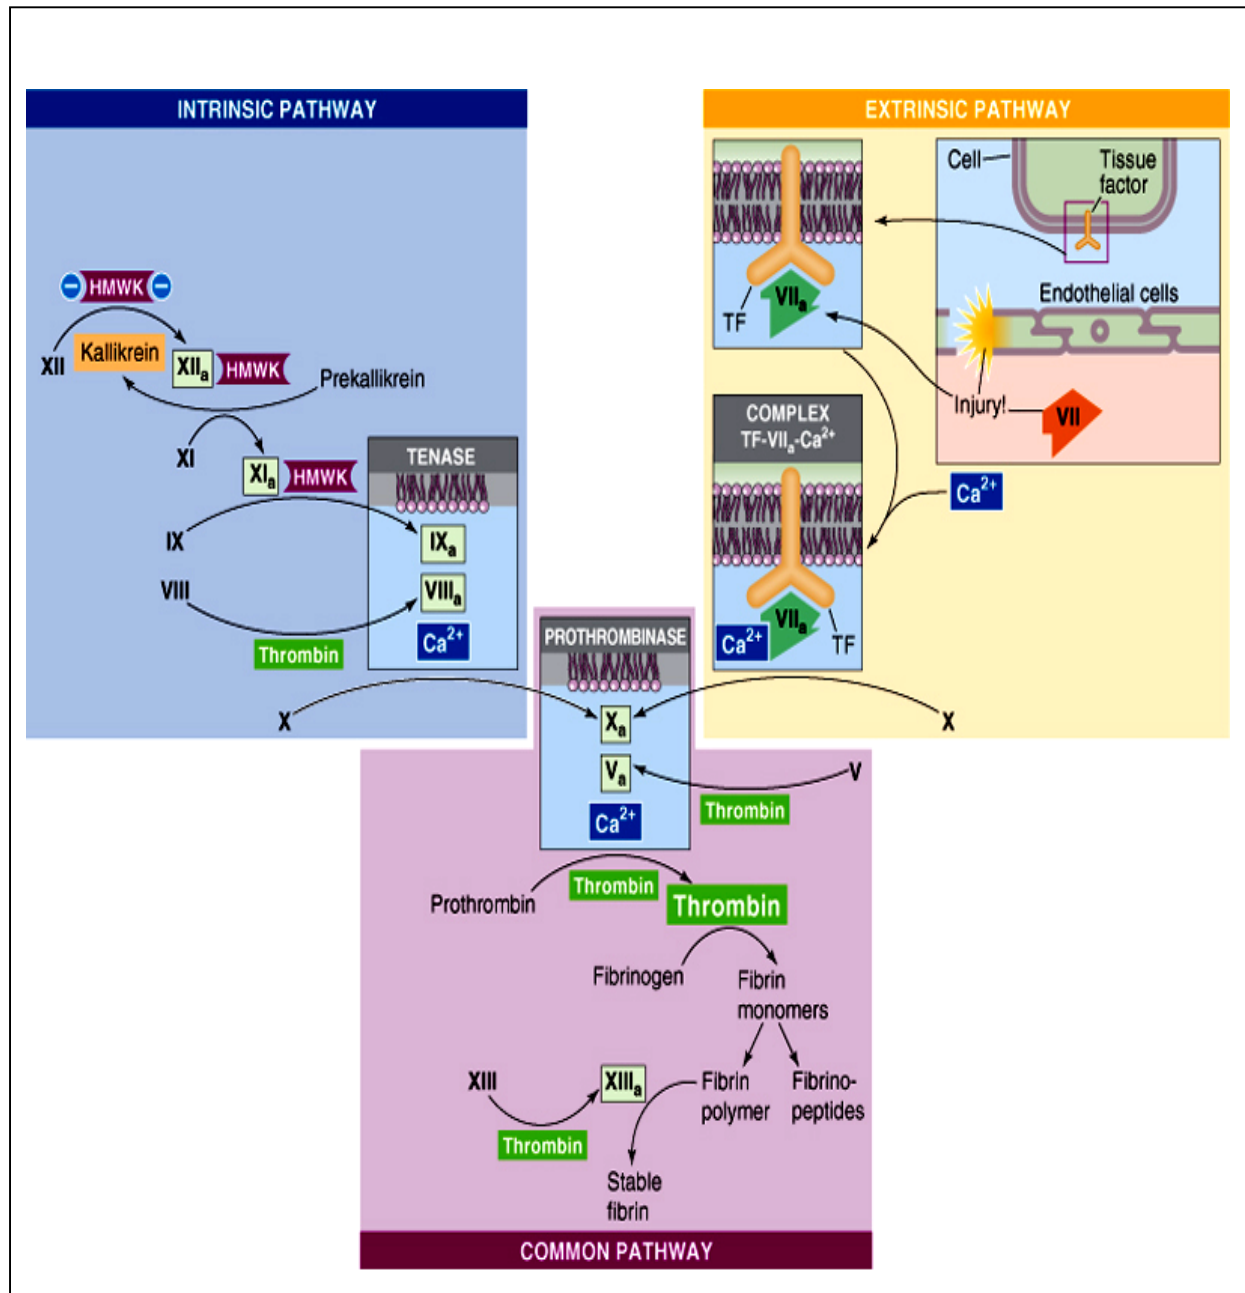 INTRINSIC PATHWAY
HMWK
XII
Kallikrein
XIIa
HMWK
Prekallikrein
XI
XIa
HMWK
TENASE
IX
IXa
VIII
VIIIa
Thrombin
Ca2+
X
EXTRINSIC PATHWAY
Cell
Tissue
factor
TF
VIIa
Endothelial cells
Injury!
VII
COMPLEX
TF-VIIa-Ca2+
Ca2+
VIIa
Ca2+
TF
X
PROTHROMBINASE
Xa
Va
V
Ca2+
Thrombin
Prothrombin
Thrombin
Thrombin
Fibrinogen
Fibrin
monomers
XIII
XIIIa
Thrombin
Fibrin
polymer
Fibrino-
peptides
Stable
fibrin
COMMON PATHWAY